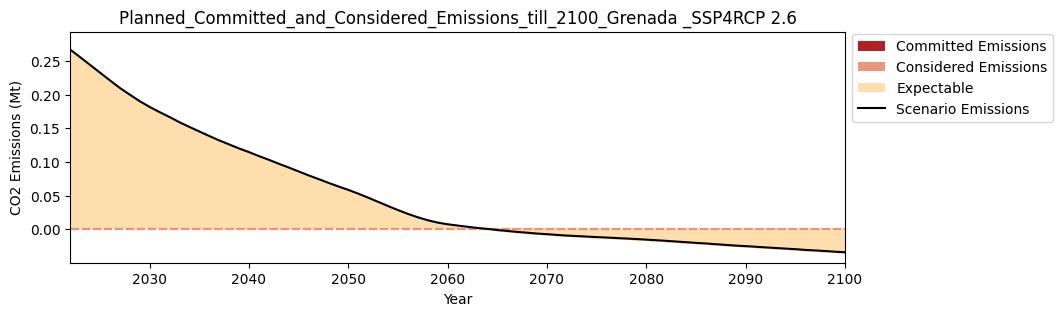 Planned_Committed_and_Considered_Emissions_till_2100_Grenada _SSP4RCP 2.6
CO2 Emissions (Mt)
0.25
0.20
0.15
0.10
0.05
0.00
2030
2040
2050
2060
2070
2080
2090
2100
Year
Committed Emissions
Considered Emissions
Expectable
Scenario Emissions